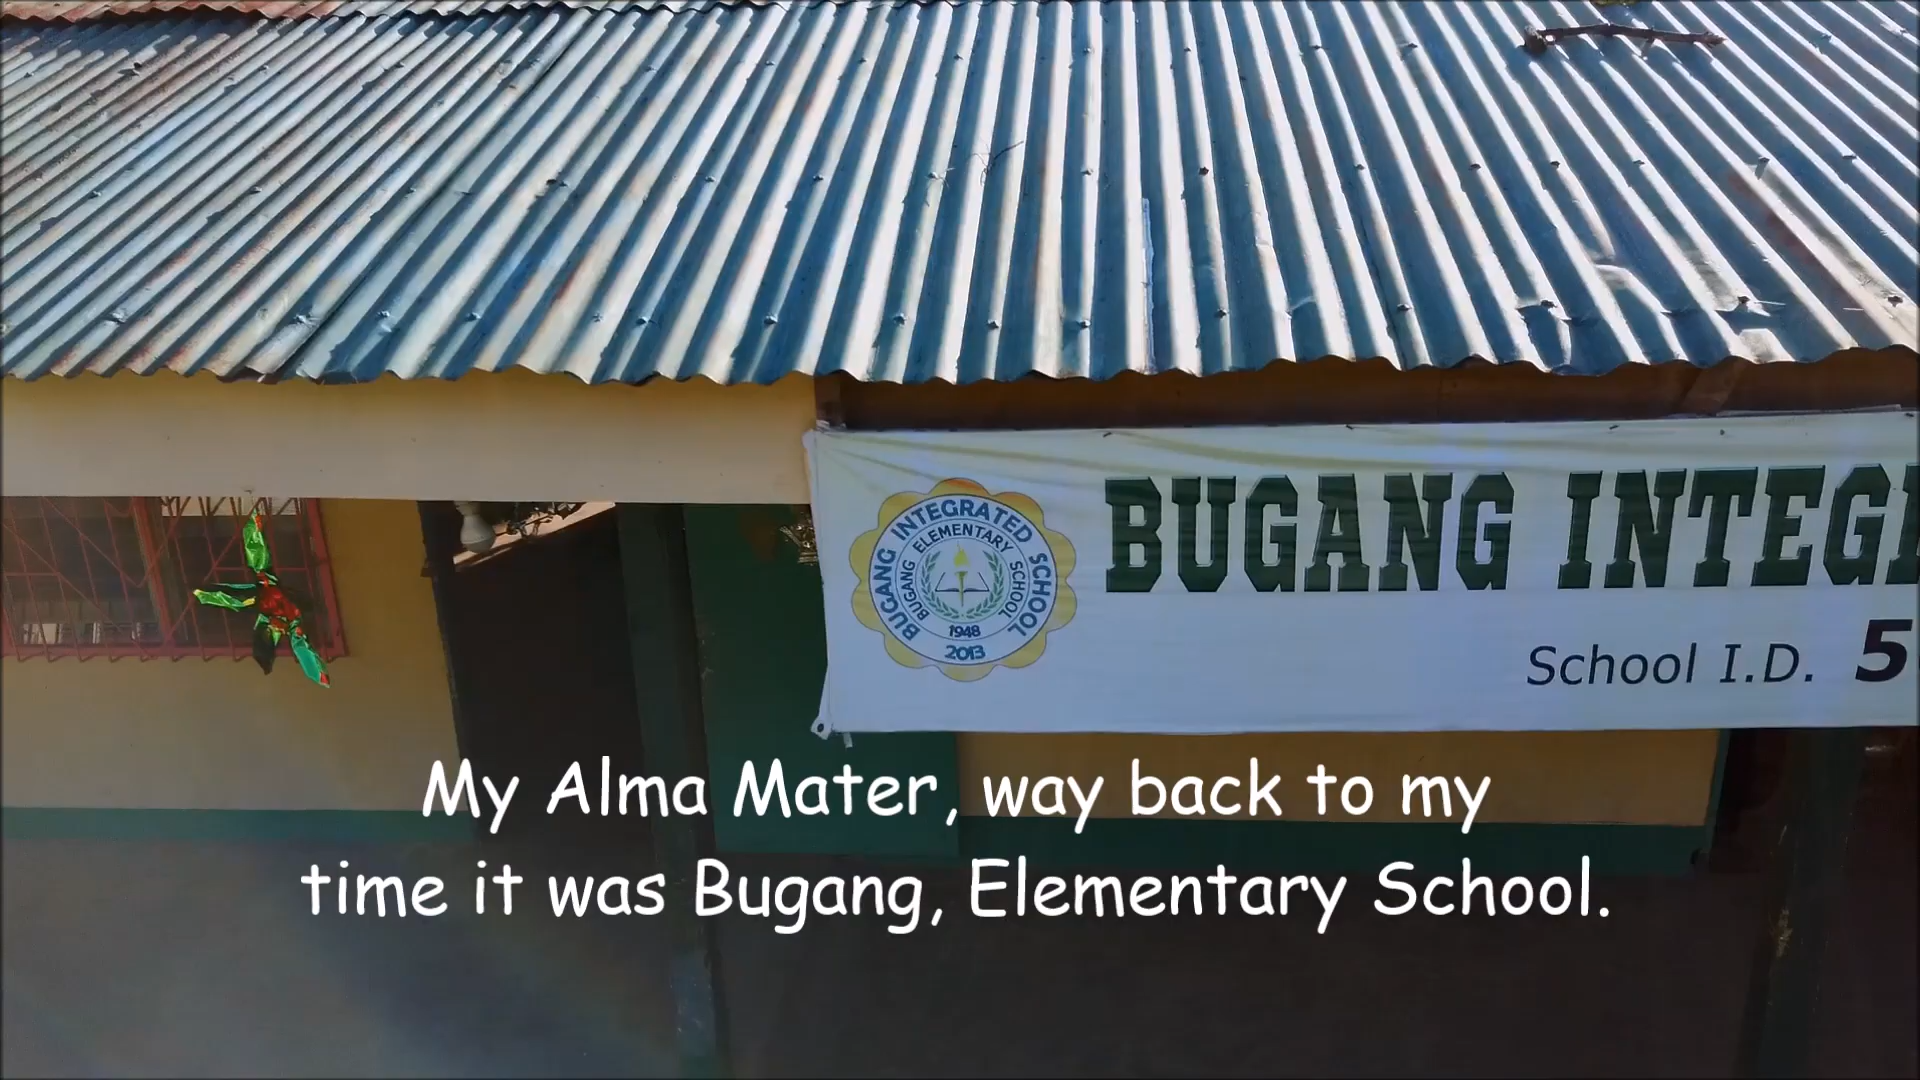 BUGANG INTEGRATED SCHOOL
BUGANG ELEMENTARY SCHOOL
1948
2013
BUGANG INTEG
School I.D. 5
My Alma Mater, way back to my
time it was Bugang, Elementary School.